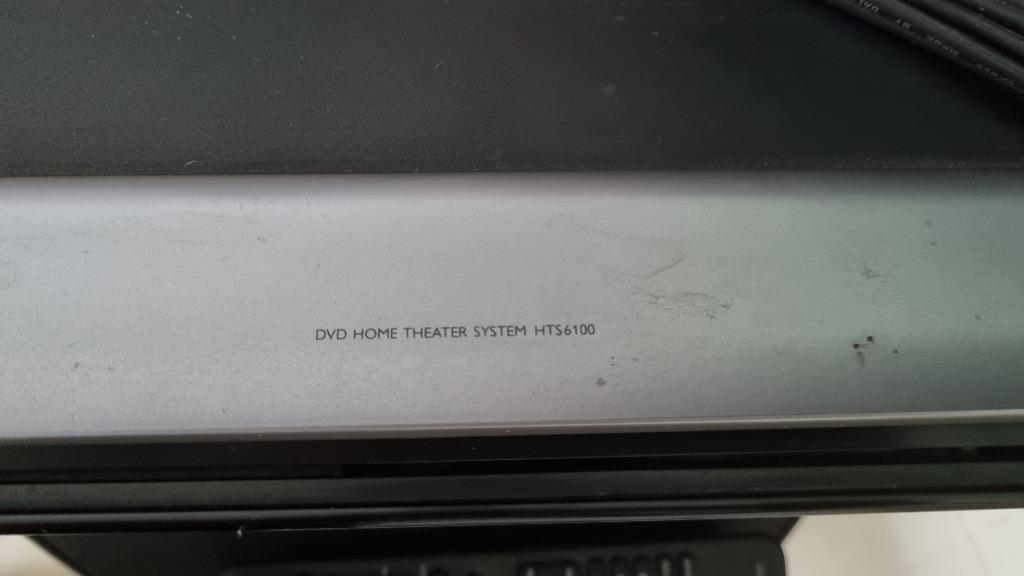 DVD HOME THEATER SYSTEM HTS6100